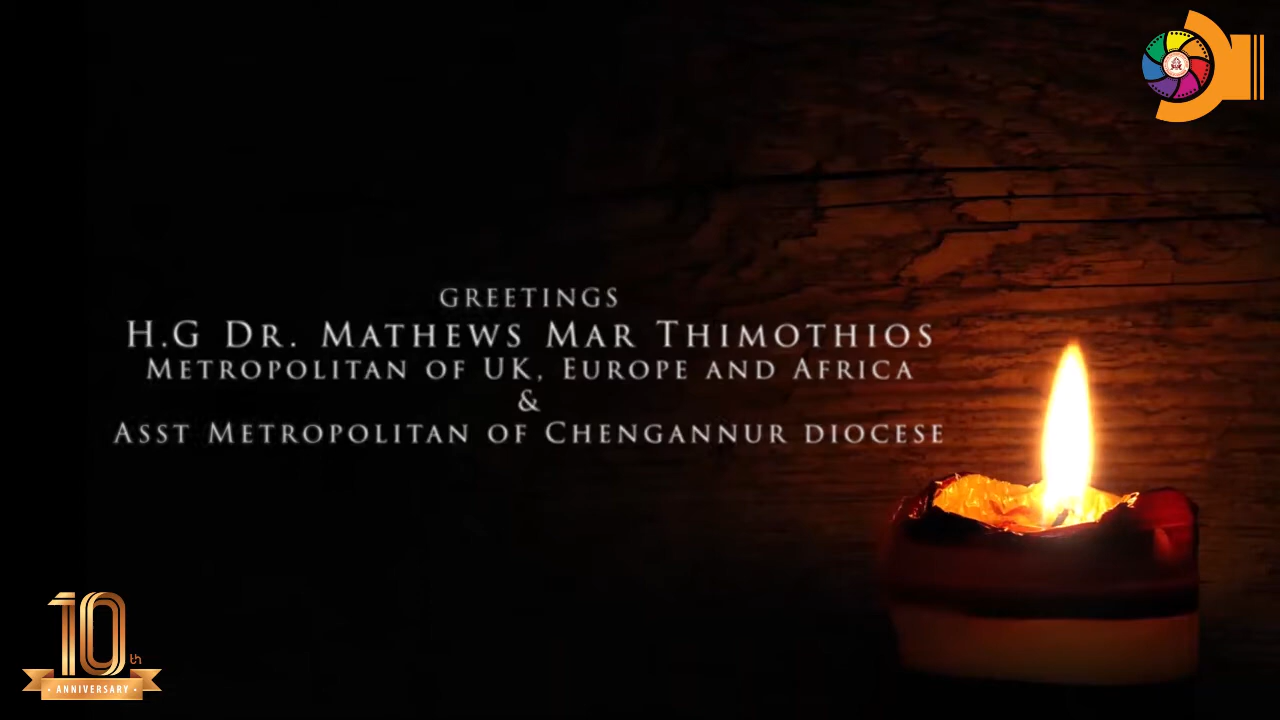 GREETINGS
H.G DR. MATHEWS MAR THIMOTHIOS
METROPOLITAN OF UK, EUROPE AND AFRICA
&
ASST METROPOLITAN OF CHENGANNUR DIOCESE
10th
· ANNIVERSARY ·